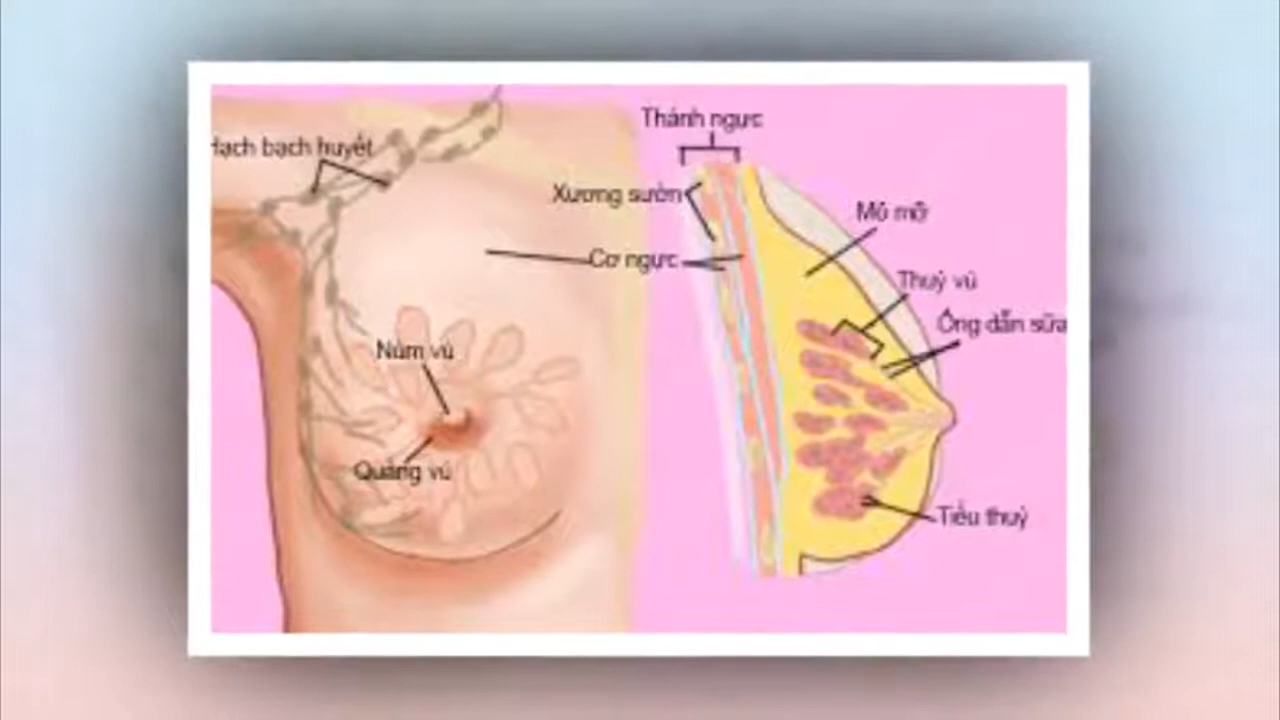 Hạch bạch huyết
Thành ngực
Xương sườn
Mô mỡ
Cơ ngực
Thuỳ vú
Ống dẫn sữa
Núm vú
Quầng vú
Tiểu thuỳ